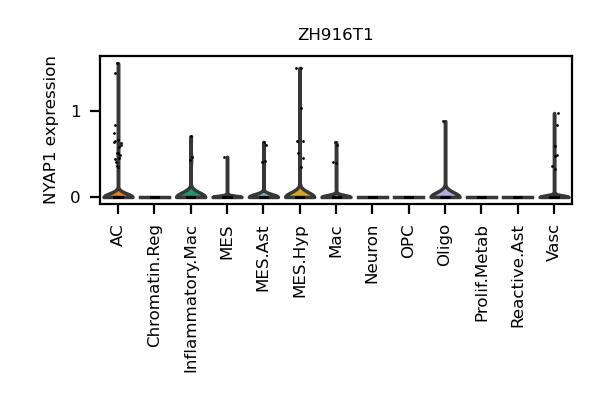 ZH916T1
NYAP1 expression
1
0
AC
Chromatin.Reg
Inflammatory.Mac
MES
MES.Ast
MES.Hyp
Mac
Neuron
OPC
Oligo
Prolif.Metab
Reactive.Ast
Vasc